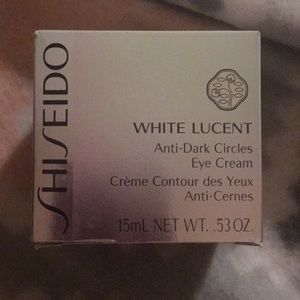 SHISEIDO
WHITE LUCENT
Anti-Dark Circles
Eye Cream
Crème Contour des Yeux
Anti-Cernes
15mL NET WT. .53 OZ.